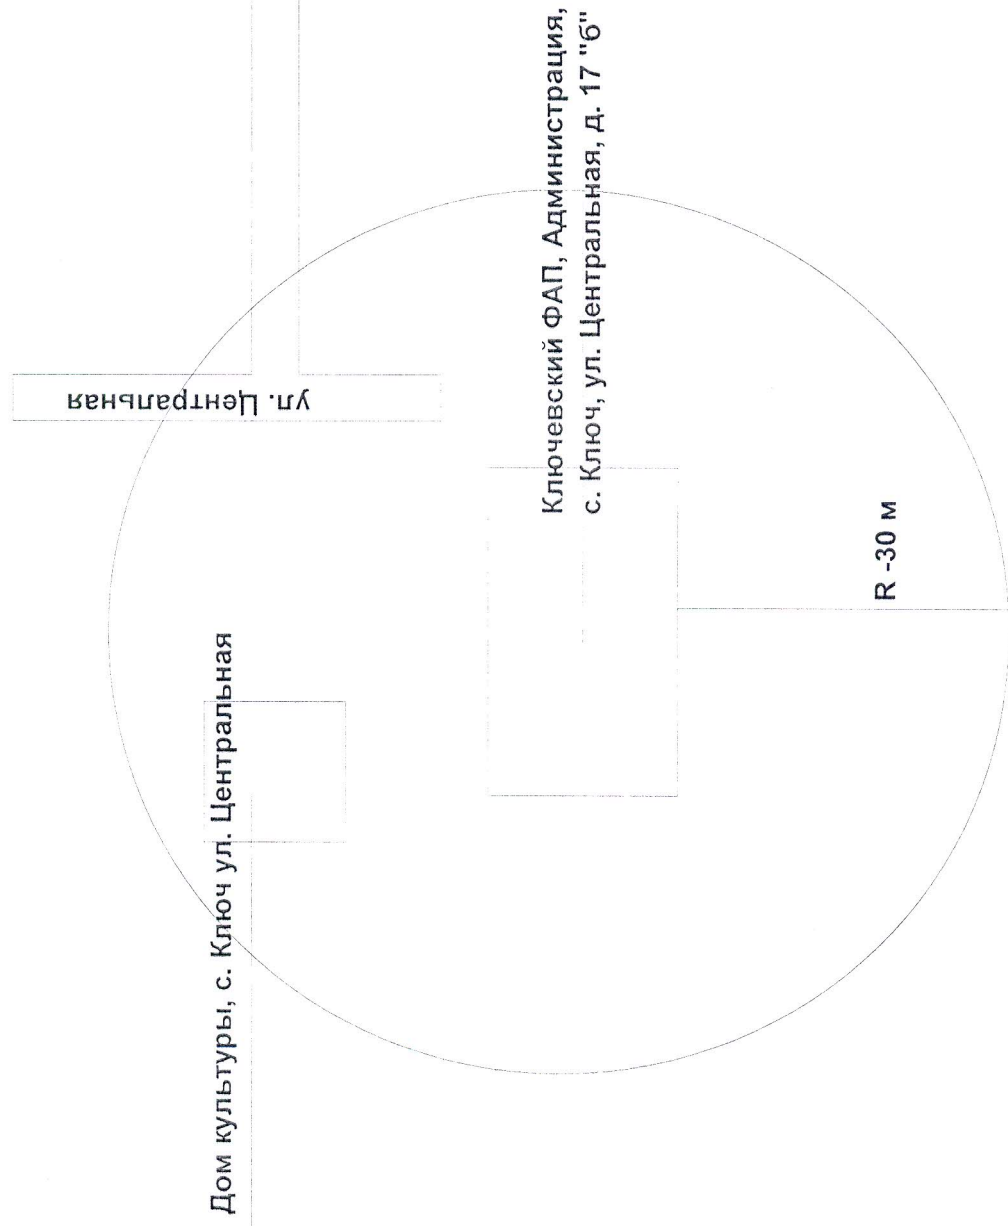 Дом культуры, с. Ключ ул. Центральная
ул. Центральная
Ключевский ФАП, Администрация,
с. Ключ, ул. Центральная, д. 17 "б"
R -30 м